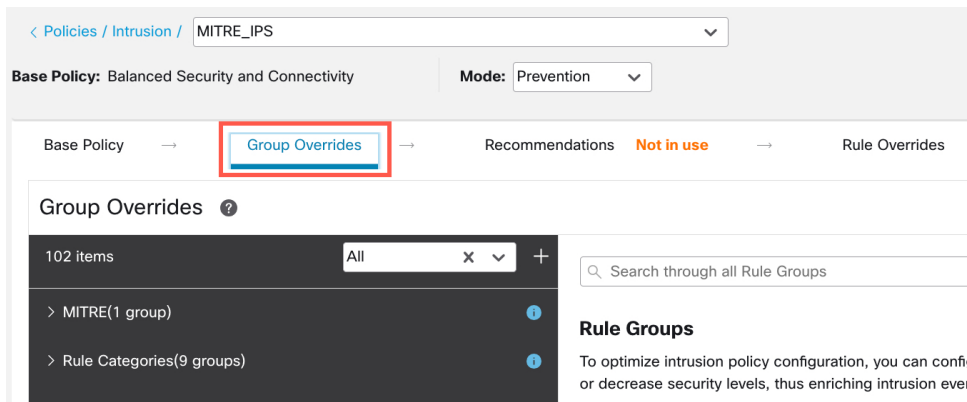 < Policies / Intrusion / MITRE_IPS
Base Policy: Balanced Security and Connectivity Mode: Prevention
Base Policy → Group Overrides → Recommendations Not in use → Rule Overrides
Group Overrides ?
102 items All X +
Search through all Rule Groups
> MITRE(1 group) i
Rule Groups
> Rule Categories(9 groups) i
To optimize intrusion policy configuration, you can
or decrease security levels, thus enriching intrusion